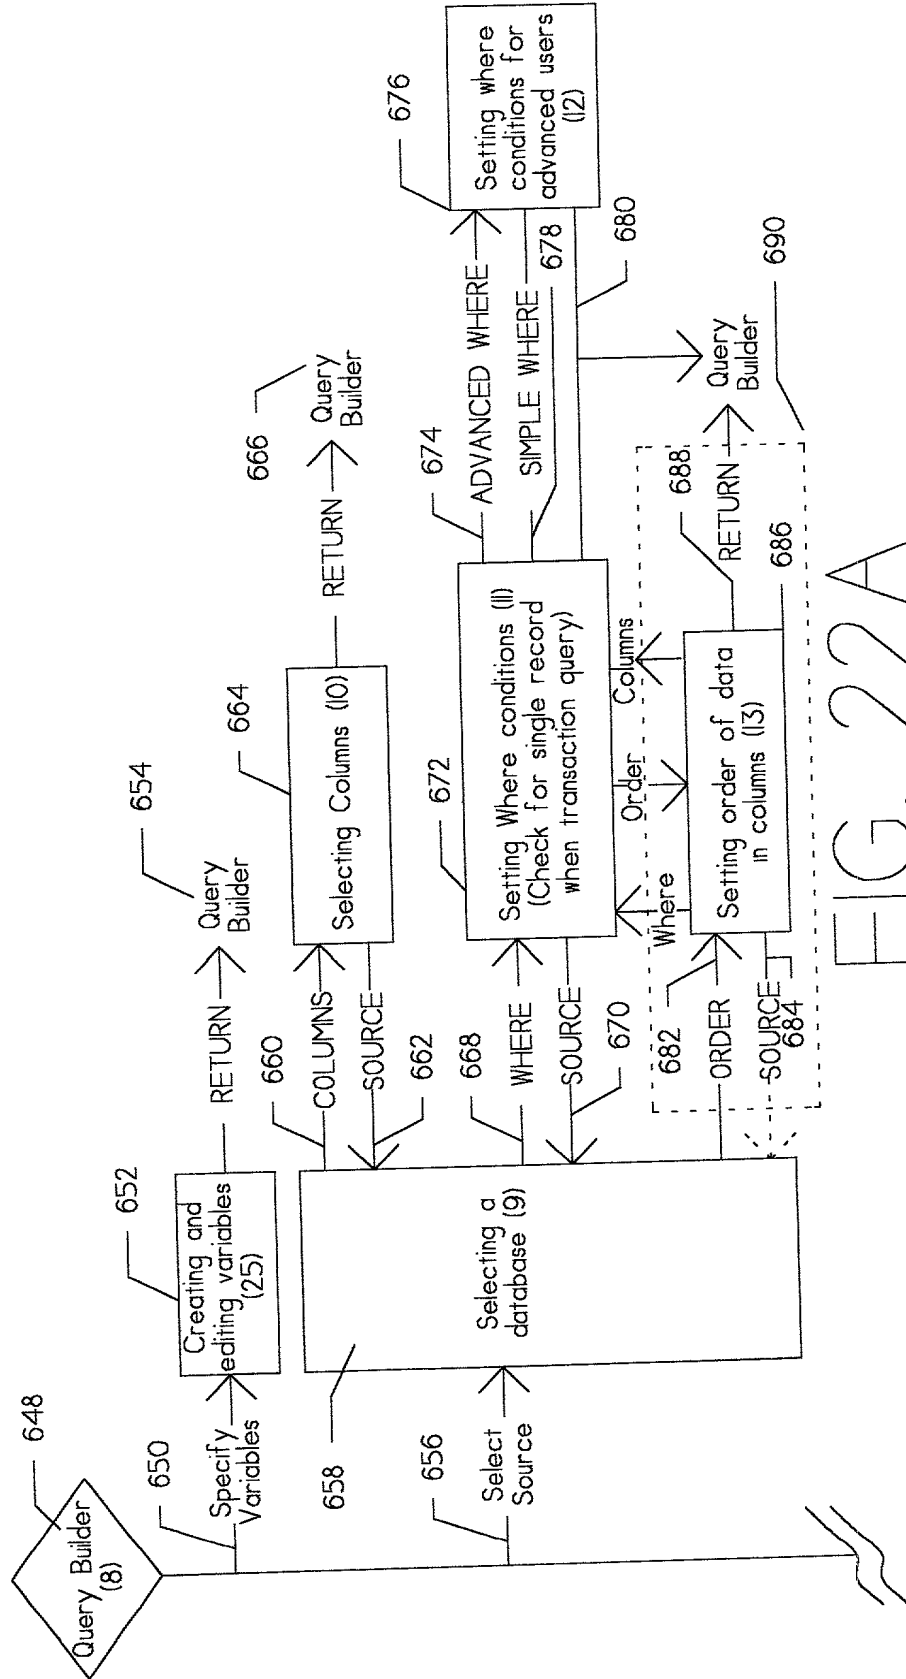 648
Query Builder
(8)
650
Specify
Variables
652
Creating and
editing variables
(25)
RETURN
654
Query
Builder
656
Select
Source
658
Selecting a
database (9)
660
COLUMNS
SOURCE
662
664
Selecting Columns (10)
RETURN
666
Query
Builder
668
WHERE
SOURCE
670
672
Setting Where conditions (11)
(Check for single record
when transaction query)
674
ADVANCED WHERE
SIMPLE WHERE
678
676
Setting where
conditions for
advanced users
(12)
680
Where
Order
Columns
682
ORDER
SOURCE
684
Setting order of data
in columns (13)
686
688
RETURN
Query
Builder
690
FIG. 22A